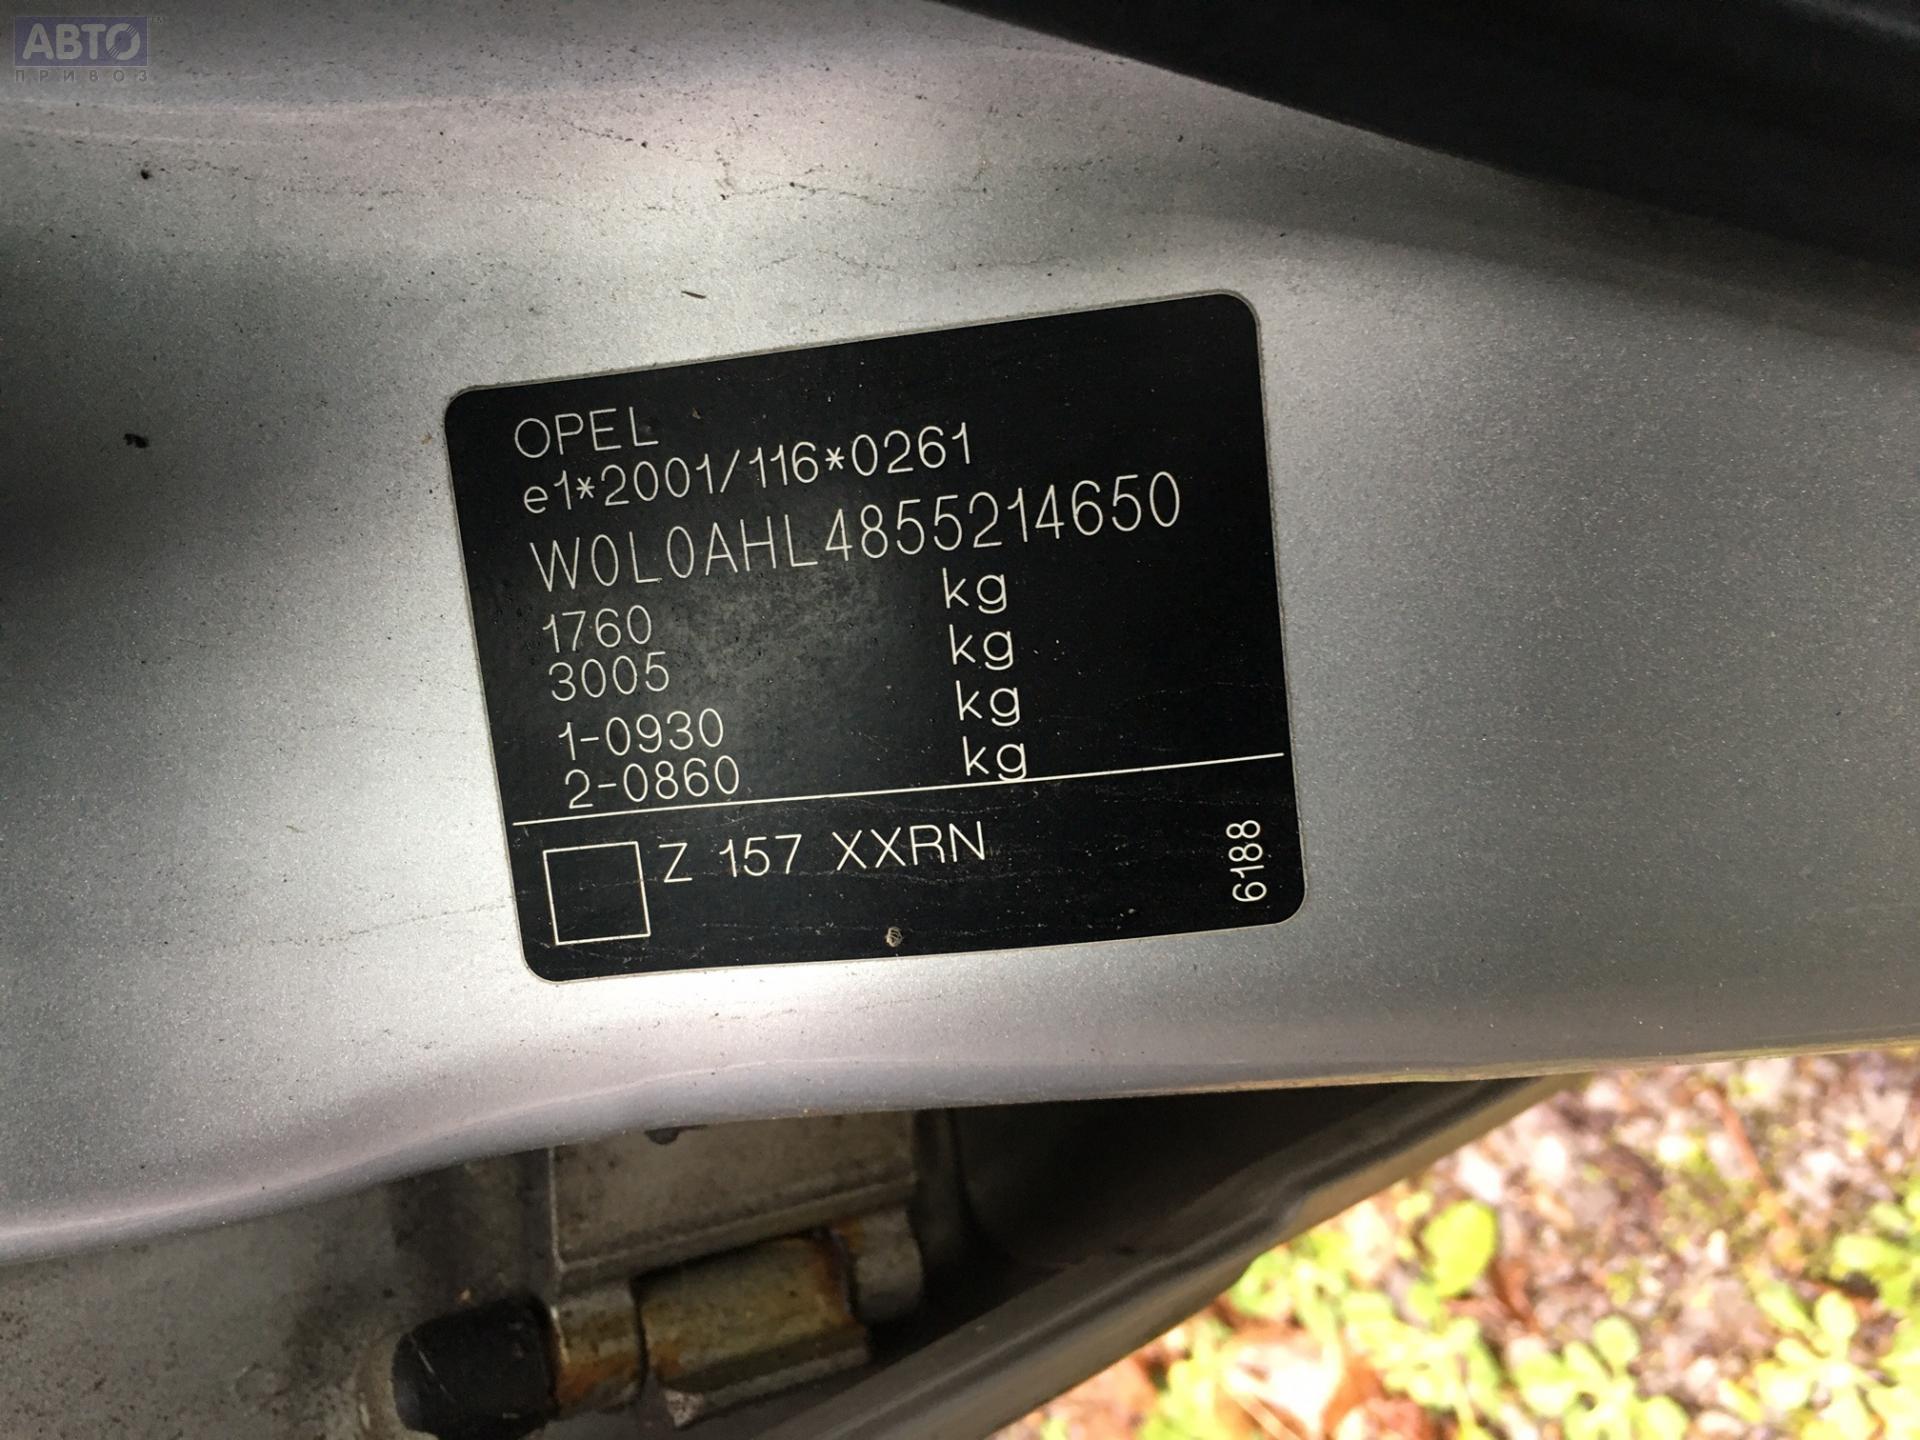 АВТО
ПРИВОЗ
OPEL
e1*2001/116*0261
W0L0AHL4855214650
1760 kg
3005 kg
1-0930 kg
2-0860 kg
Z 157 XXRN
6188